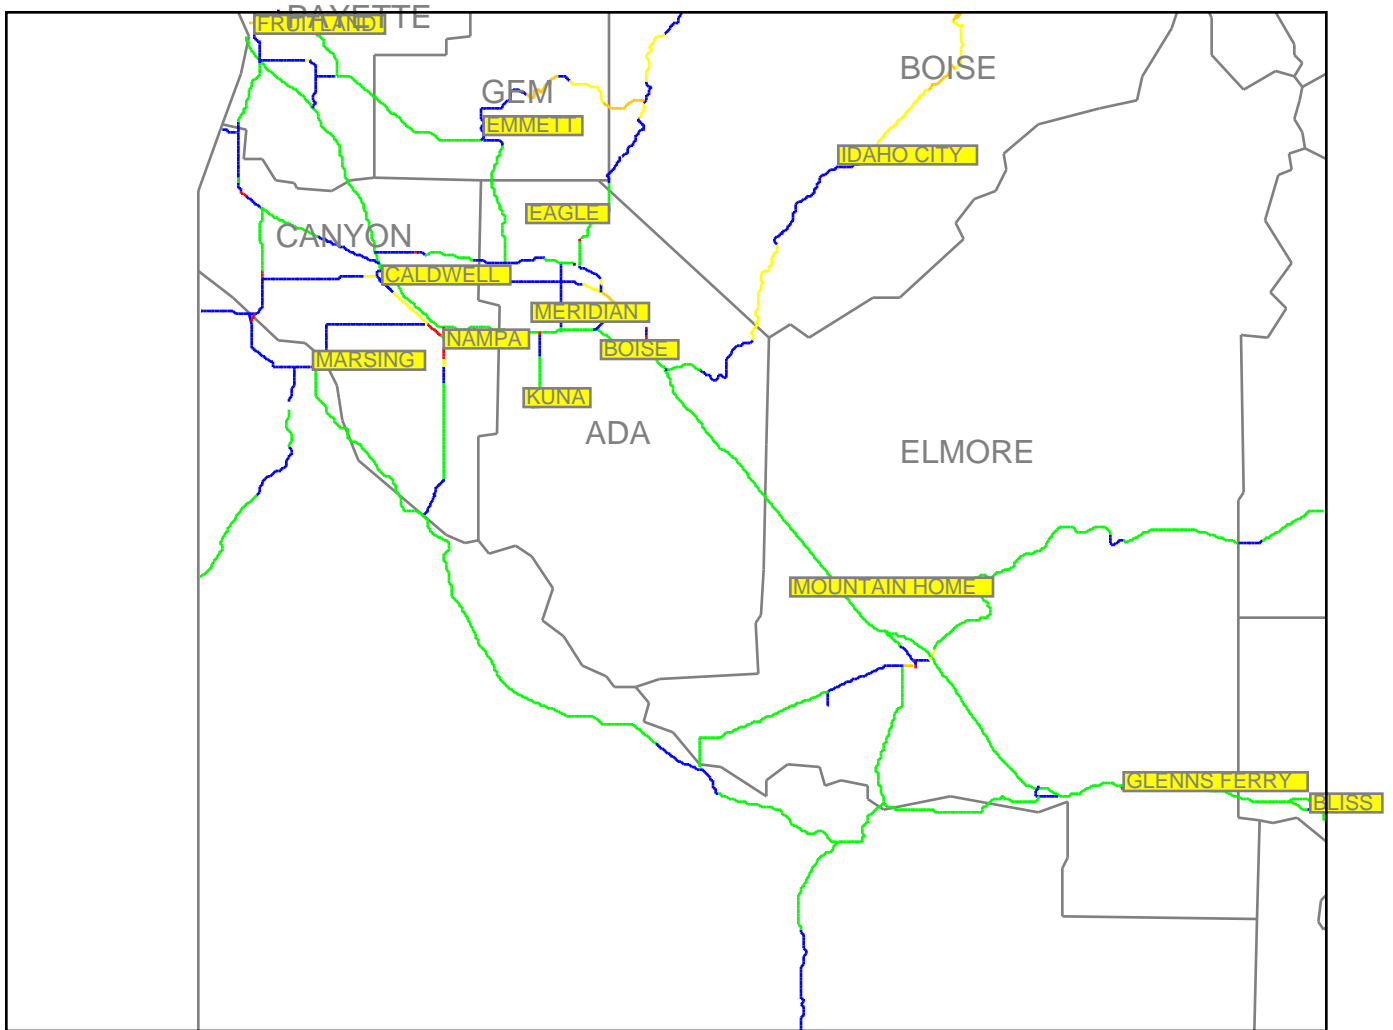 PAYETTE
FRUITLAND
BOISE
GEM
EMMETT
IDAHO CITY
EAGLE
CANYON
CALDWELL
MERIDIAN
NAMPA
BOISE
MARSING
KUNA
ADA
ELMORE
MOUNTAIN HOME
GLENNS FERRY
BLISS